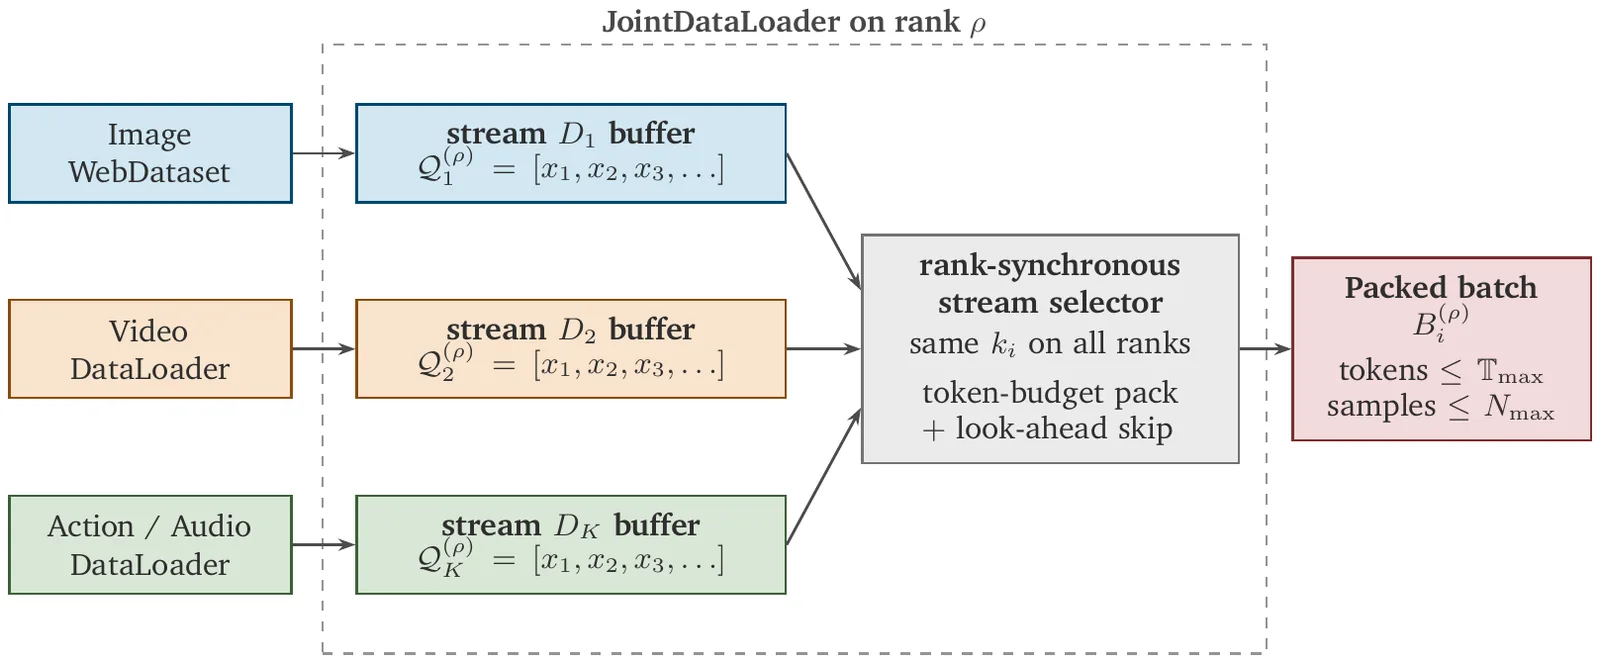 JointDataLoader on rank ρ
Image
WebDataset
stream D₁ buffer
𝒬₁^(ρ) = [x₁, x₂, x₃, …]
Video
DataLoader
stream D₂ buffer
𝒬₂^(ρ) = [x₁, x₂, x₃, …]
Action / Audio
DataLoader
stream D_K buffer
𝒬_K^(ρ) = [x₁, x₂, x₃, …]
rank-synchronous
stream selector
same kᵢ on all ranks
token-budget pack
+ look-ahead skip
Packed batch
Bᵢ^(ρ)
tokens ≤ 𝕋_max
samples ≤ N_max